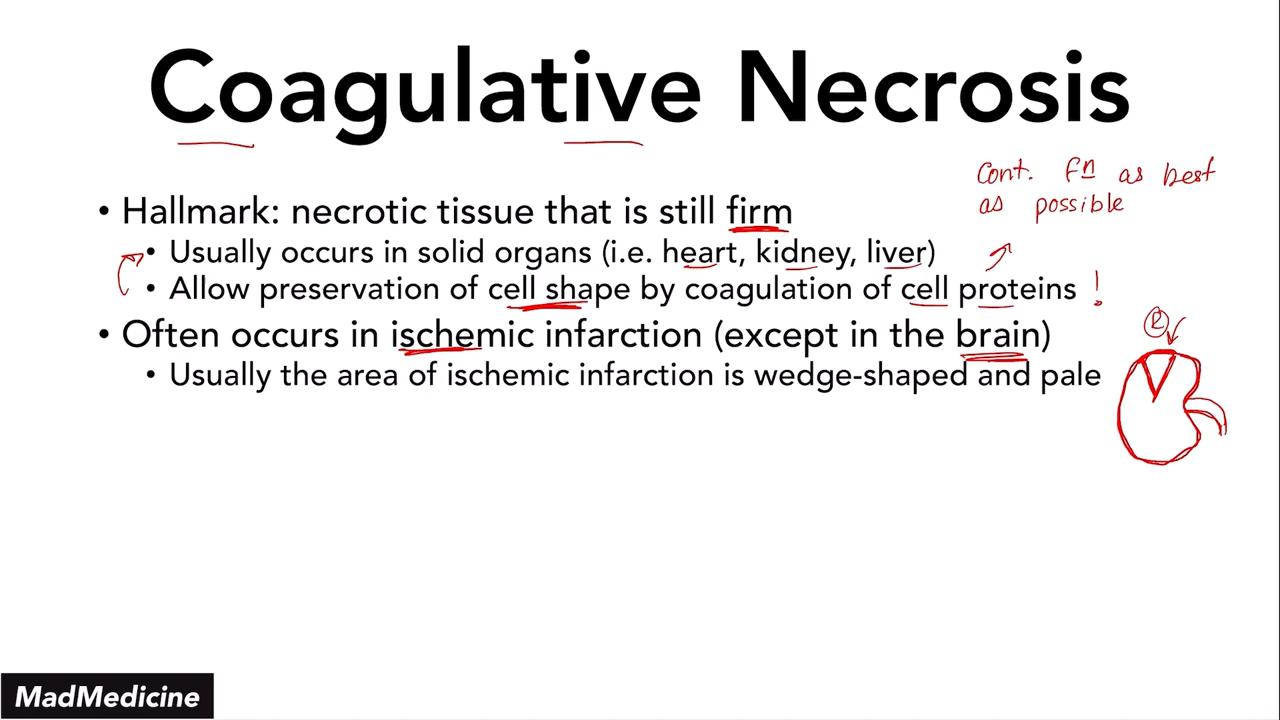 Coagulative Necrosis
Cont. Fn as best
as possible
• Hallmark: necrotic tissue that is still firm
• Usually occurs in solid organs (i.e. heart, kidney, liver)
• Allow preservation of cell shape by coagulation of cell proteins !
• Often occurs in ischemic infarction (except in the brain)
• Usually the area of ischemic infarction is wedge-shaped and pale
MadMedicine